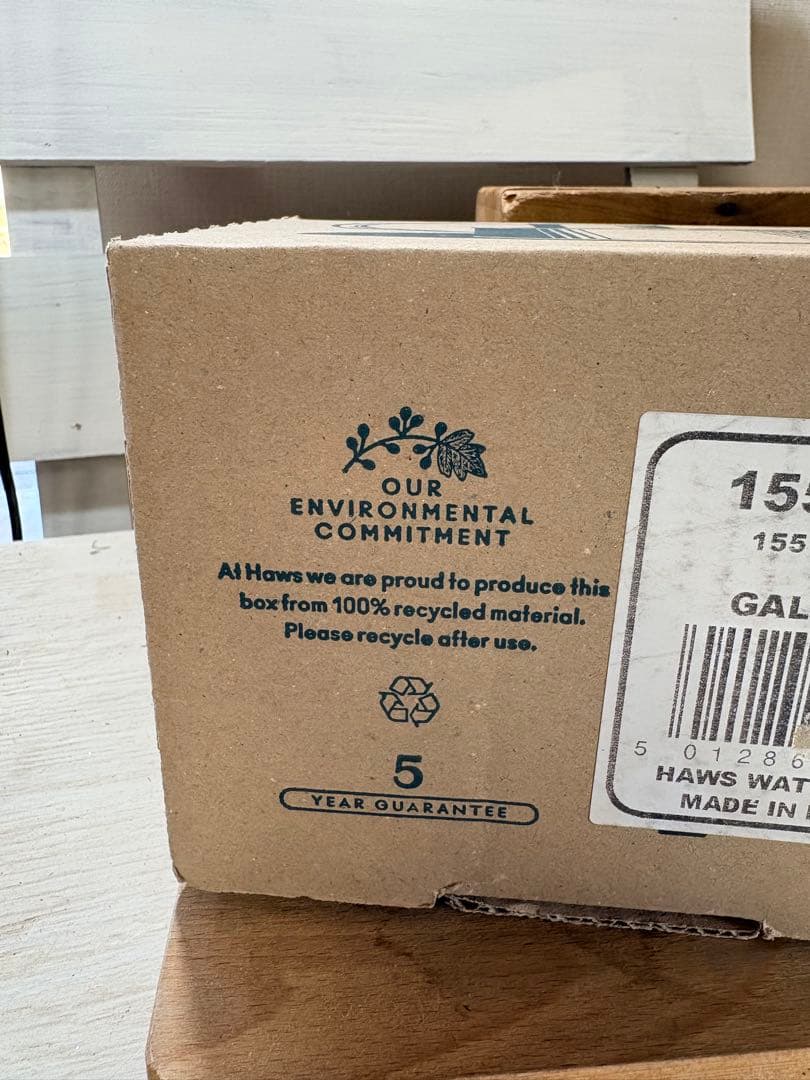 OUR
ENVIRONMENTAL
COMMITMENT
At Haws we are proud to produce this
box from 100% recycled material.
Please recycle after use.
5
YEAR GUARANTEE
155
155
GAL
5 01286
HAWS WAT
MADE IN